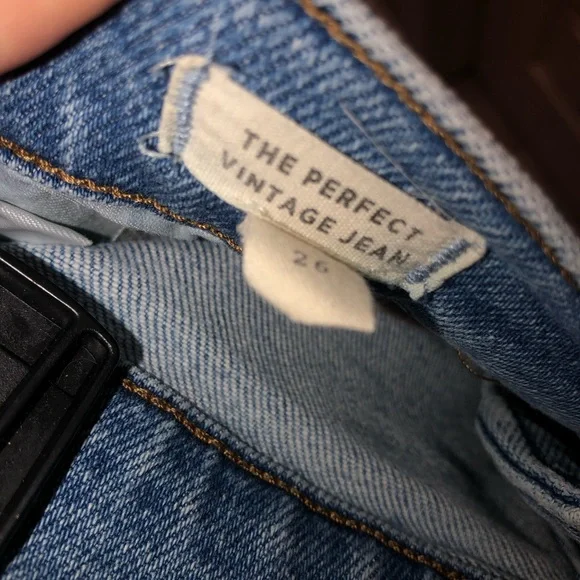 THE PERFECT
VINTAGE JEAN
26